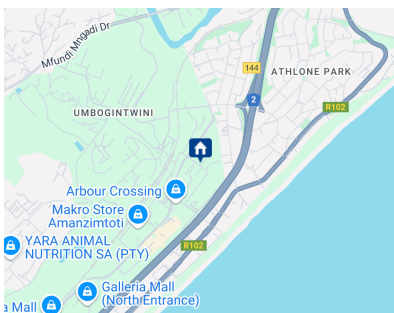 Mfundi Mngadi Dr
144
ATHLONE PARK
2
R102
UMBOGINTWINI
Arbour Crossing
Makro Store
Amanzimtoti
YARA ANIMAL
NUTRITION SA (PTY)
R102
Galleria Mall
(North Entrance)
a Mall